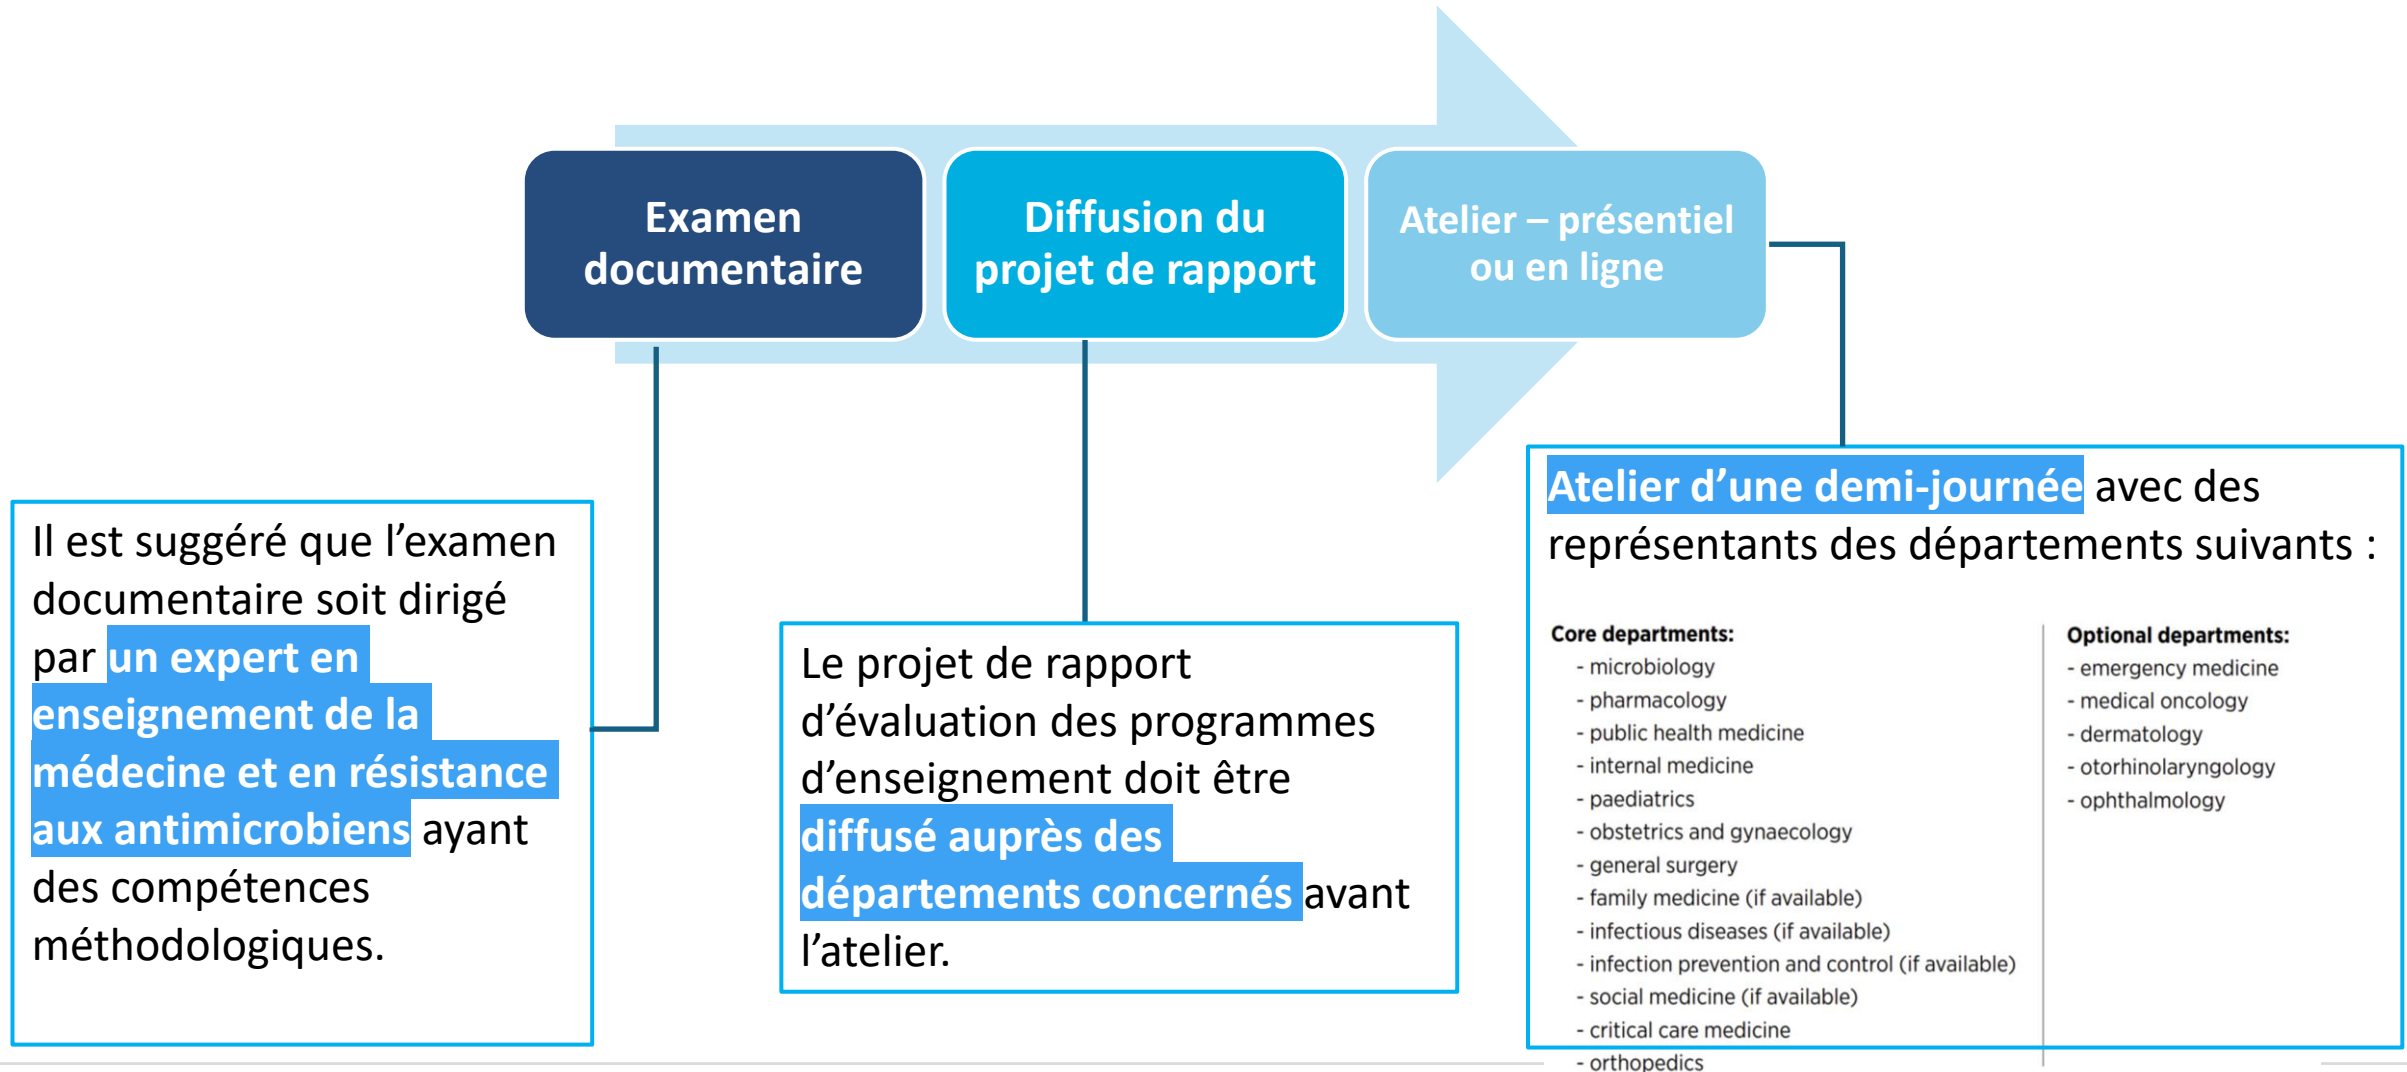 Examen
documentaire
Diffusion du
projet de rapport
Atelier – présentiel
ou en ligne
Il est suggéré que l’examen
documentaire soit dirigé
par un expert en
enseignement de la
médecine et en résistance
aux antimicrobiens ayant
des compétences
méthodologiques.
Le projet de rapport
d’évaluation des programmes
d’enseignement doit être
diffusé auprès des
départements concernés avant
l’atelier.
Atelier d’une demi-journée avec des
représentants des départements suivants :
Core departments:
- microbiology
- pharmacology
- public health medicine
- internal medicine
- paediatrics
- obstetrics and gynaecology
- general surgery
- family medicine (if available)
- infectious diseases (if available)
- infection prevention and control (if available)
- social medicine (if available)
- critical care medicine
- orthopedics
Optional departments:
- emergency medicine
- medical oncology
- dermatology
- otorhinolaryngology
- ophthalmology